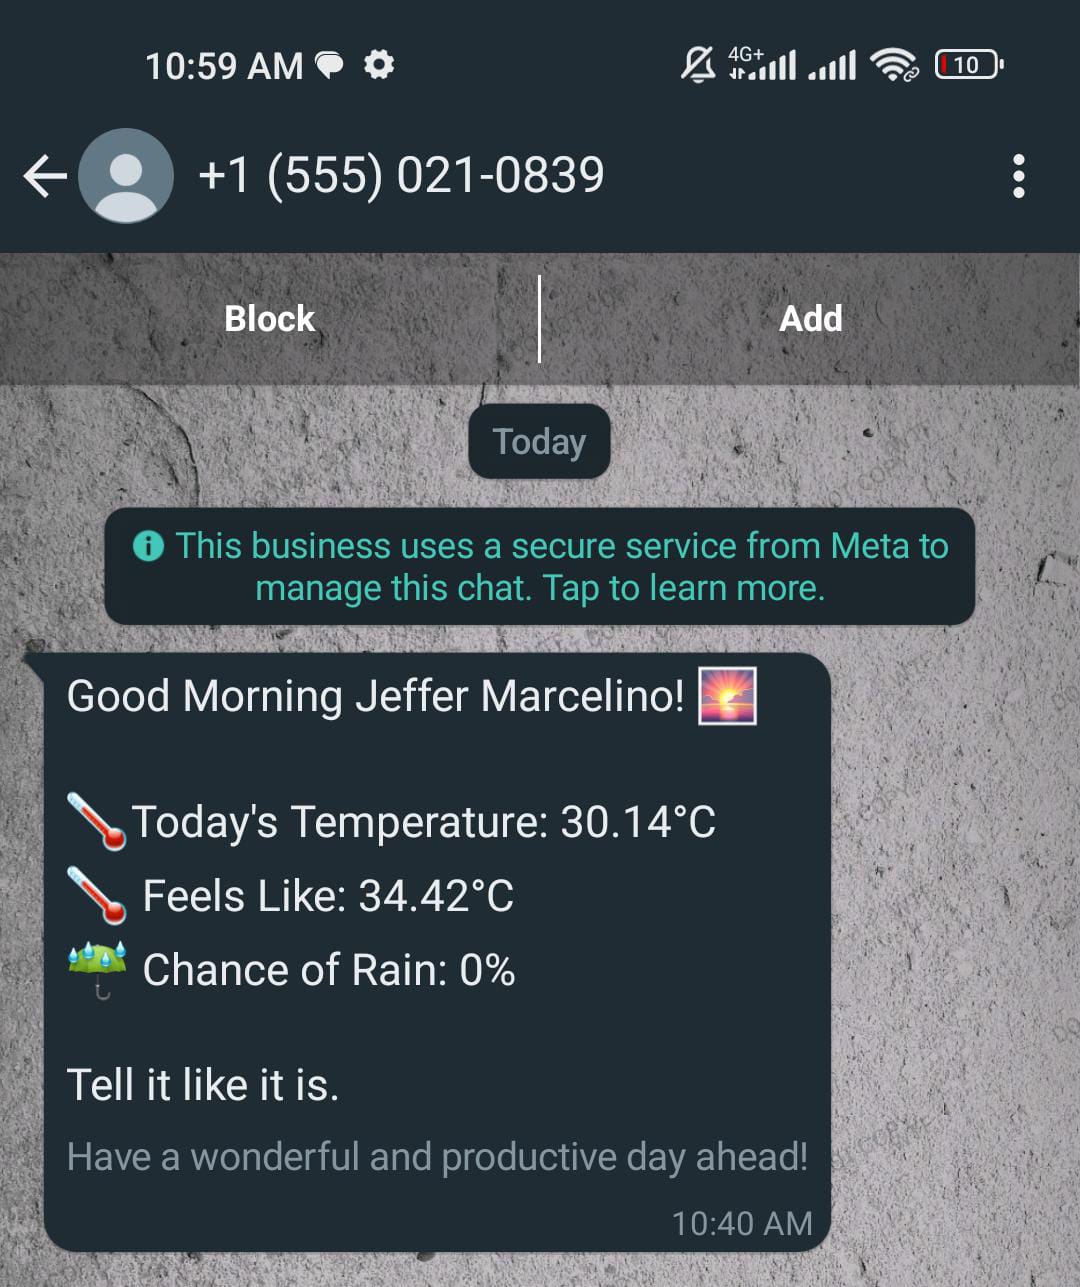 10:59 AM
4G+
10
+1 (555) 021-0839
Block
Add
Today
This business uses a secure service from Meta to
manage this chat. Tap to learn more.
Good Morning Jeffer Marcelino!
Today's Temperature: 30.14°C
Feels Like: 34.42°C
Chance of Rain: 0%
Tell it like it is.
Have a wonderful and productive day ahead!
10:40 AM